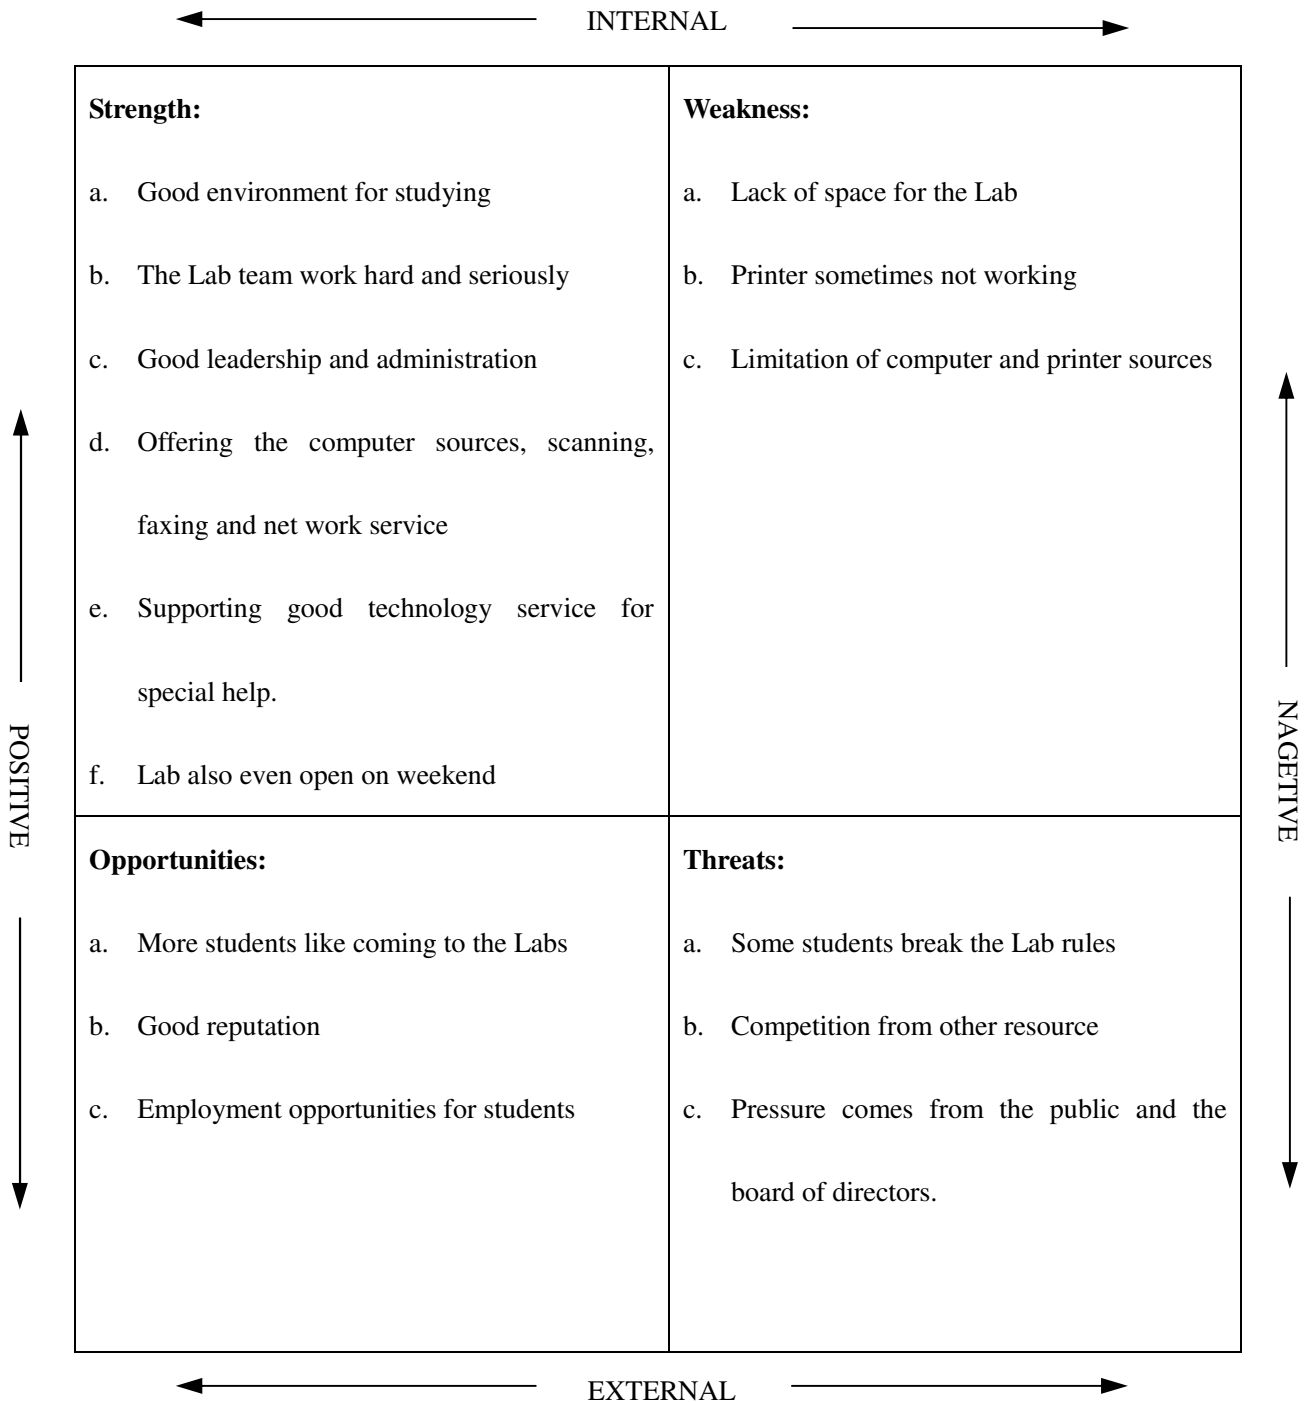 INTERNAL
Strength:
a. Good environment for studying
b. The Lab team work hard and seriously
c. Good leadership and administration
d. Offering the computer sources, scanning,
faxing and net work service
e. Supporting good technology service for
special help.
f. Lab also even open on weekend
Weakness:
a. Lack of space for the Lab
b. Printer sometimes not working
c. Limitation of computer and printer sources
POSITIVE
NAGETIVE
Opportunities:
a. More students like coming to the Labs
b. Good reputation
c. Employment opportunities for students
Threats:
a. Some students break the Lab rules
b. Competition from other resource
c. Pressure comes from the public and the
board of directors.
EXTERNAL